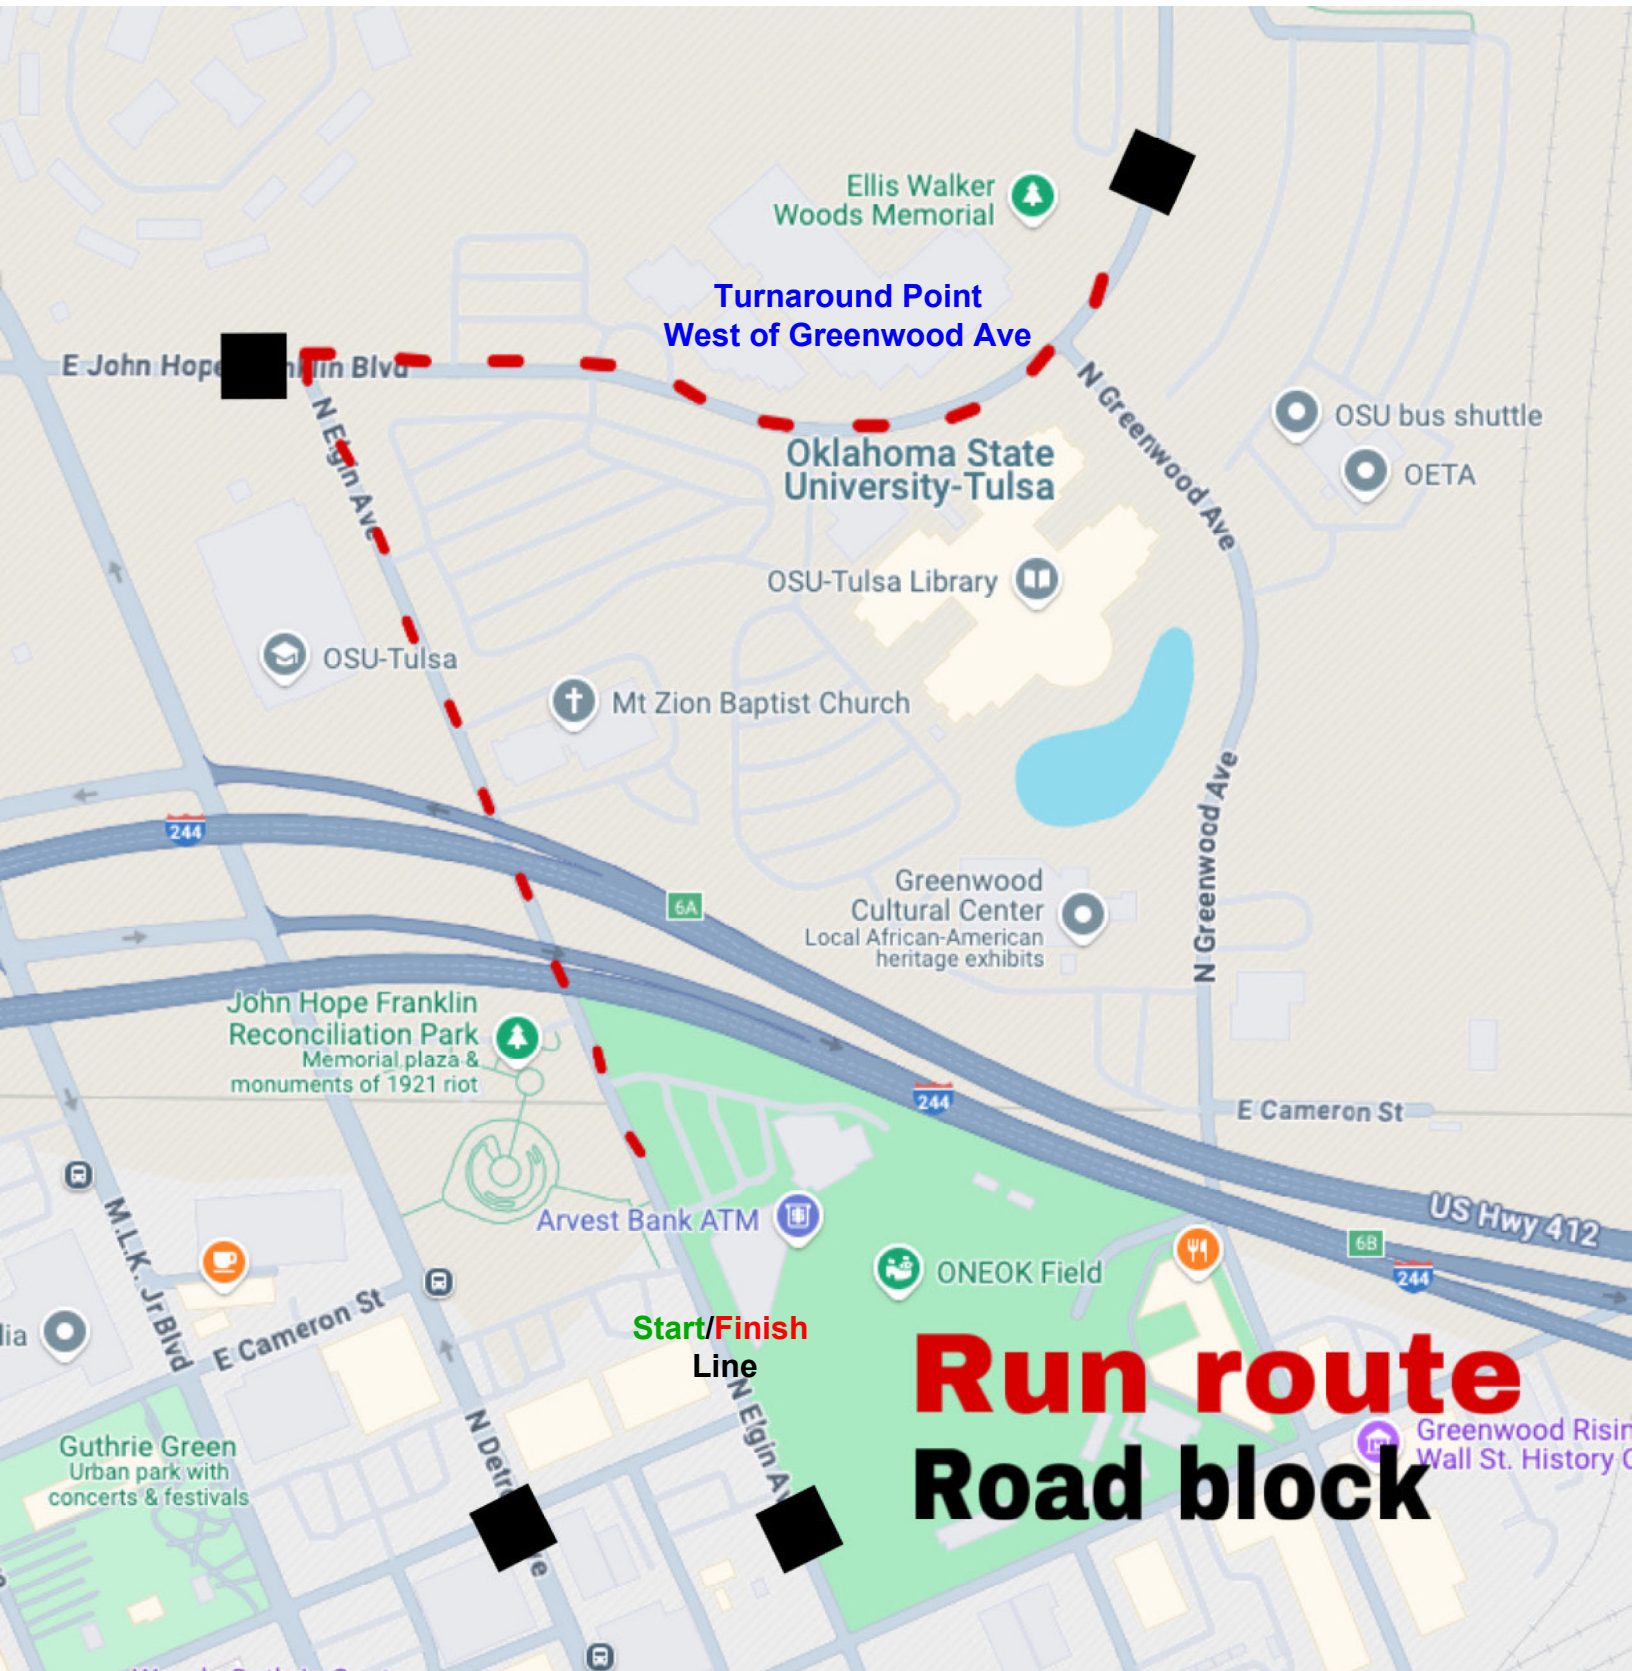 Ellis Walker
Woods Memorial
Turnaround Point
West of Greenwood Ave
E John Hope
nklin Blvd
N Elgin Ave
N Greenwood Ave
OSU bus shuttle
OETA
Oklahoma State
University-Tulsa
OSU-Tulsa Library
OSU-Tulsa
Mt Zion Baptist Church
N Greenwood Ave
244
6A
Greenwood
Cultural Center
Local African-American
heritage exhibits
John Hope Franklin
Reconciliation Park
Memorial plaza &
monuments of 1921 riot
244
E Cameron St
US Hwy 412
6B
244
Arvest Bank ATM
ONEOK Field
M.L.K. Jr Blvd
E Cameron St
lia
Start/Finish
Line
Run route
Road block
N Elgin Av
N Detro
ve
Guthrie Green
Urban park with
concerts & festivals
Greenwood Risin
Wall St. History C